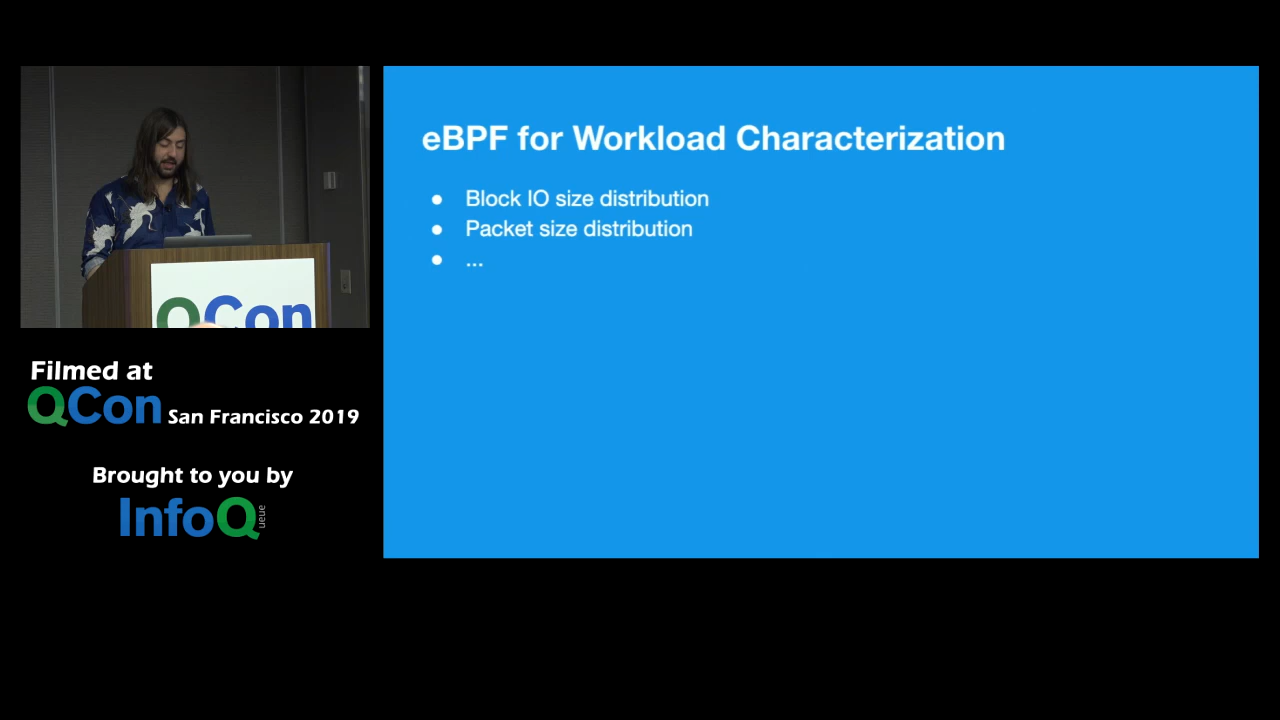 eBPF for Workload Characterization
● Block IO size distribution
● Packet size distribution
● ...
QCon
Filmed at
QCon San Francisco 2019
Brought to you by
InfoQ
ueue